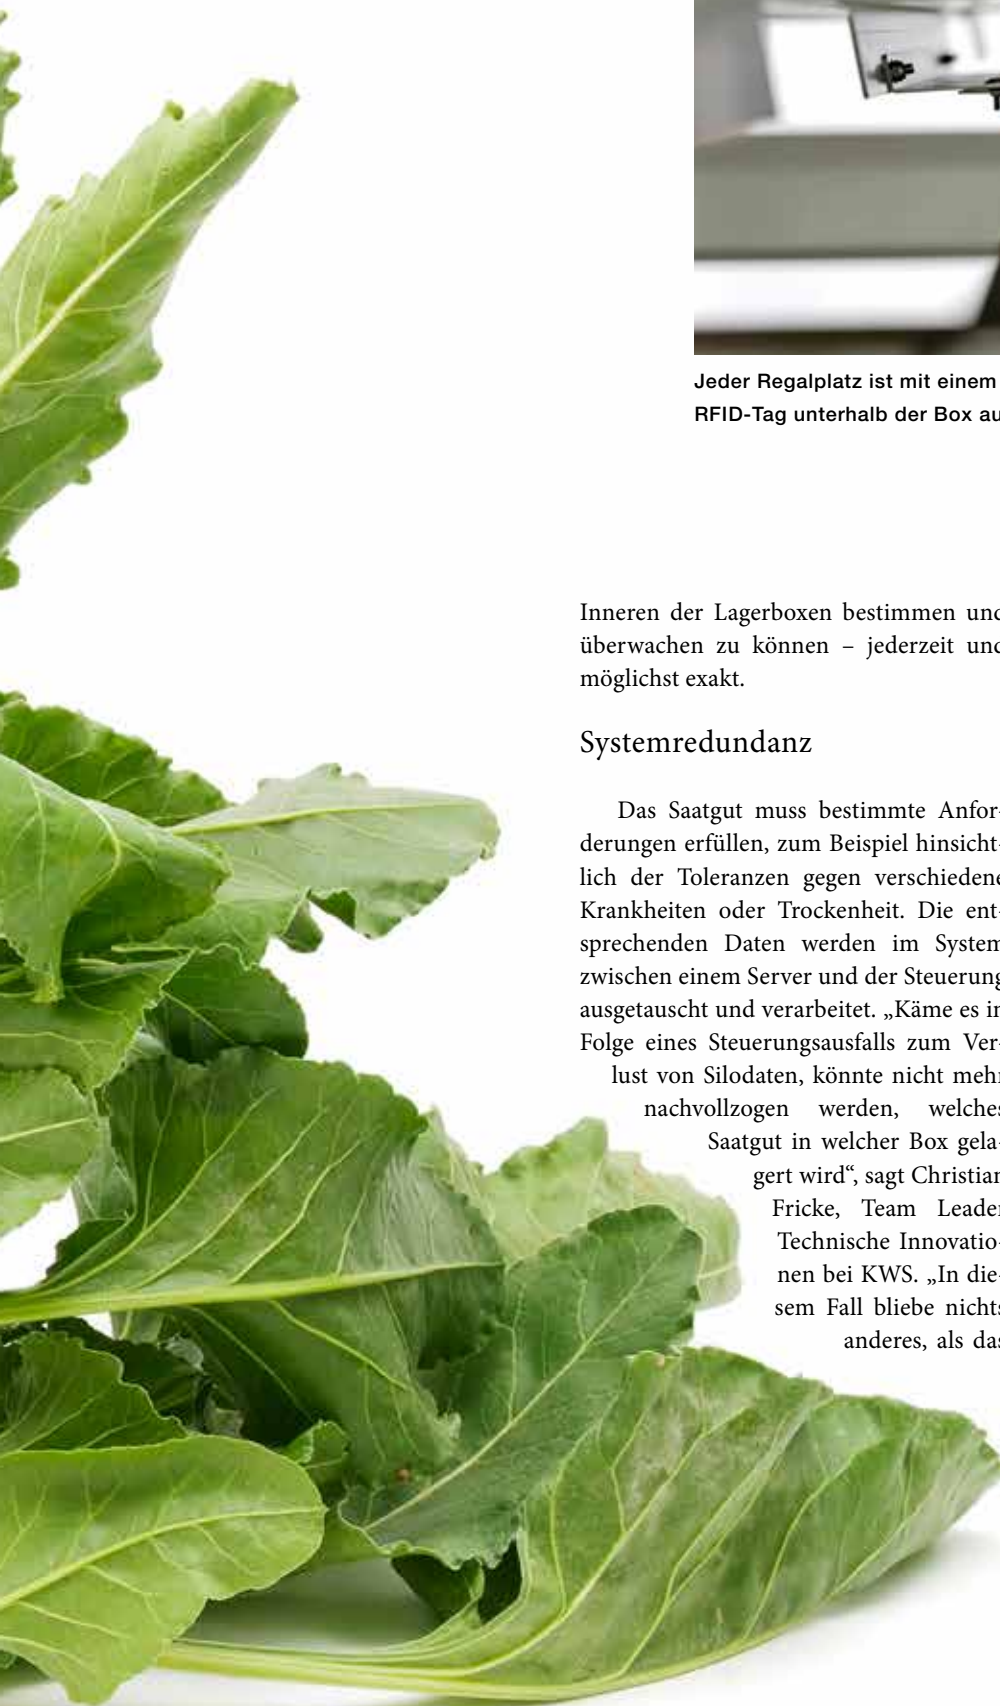 Jeder Regalplatz ist mit einem
RFID-Tag unterhalb der Box au
Inneren der Lagerboxen bestimmen und
überwachen zu können – jederzeit und
möglichst exakt.
Systemredundanz
Das Saatgut muss bestimmte Anfor-
derungen erfüllen, zum Beispiel hinsicht-
lich der Toleranzen gegen verschiedene
Krankheiten oder Trockenheit. Die ent-
sprechenden Daten werden im System
zwischen einem Server und der Steuerung
ausgetauscht und verarbeitet. „Käme es in
Folge eines Steuerungsausfalls zum Ver-
lust von Silodaten, könnte nicht mehr
nachvollzogen werden, welches
Saatgut in welcher Box gela-
gert wird“, sagt Christian
Fricke, Team Leader
Technische Innovatio-
nen bei KWS. „In die-
sem Fall bliebe nichts
anderes, als das